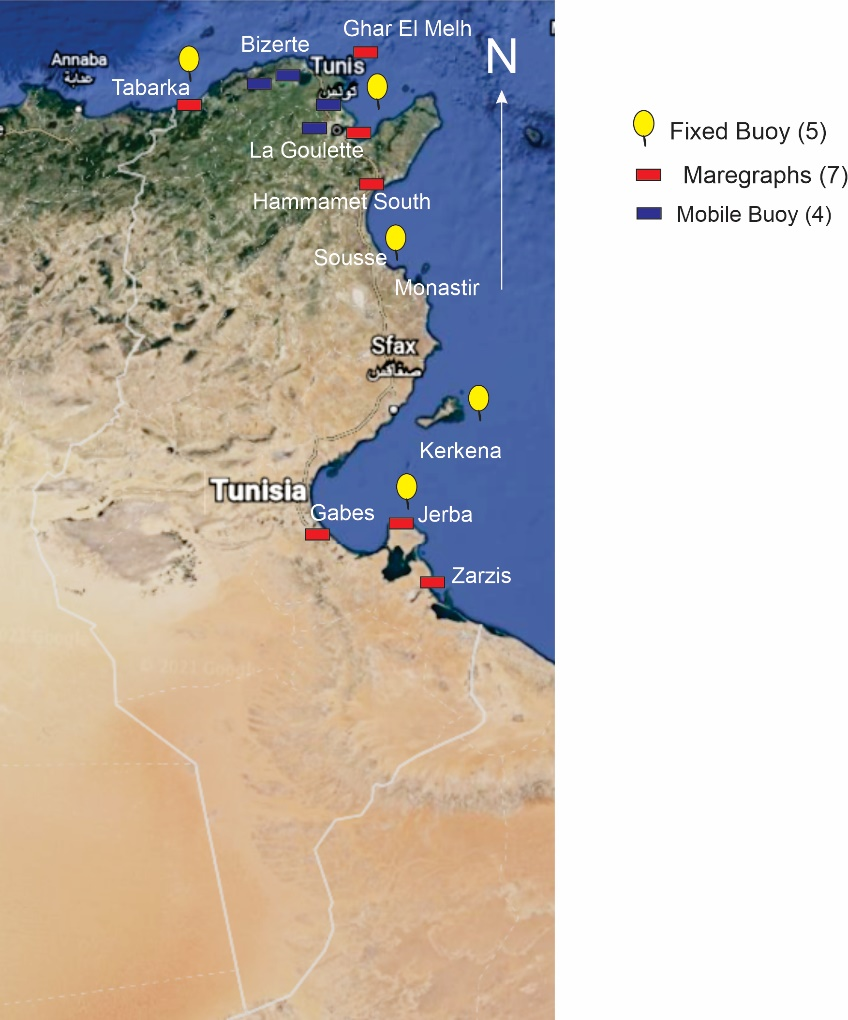 Ghar El Melh
Bizerte
N
Annaba
عنابة
Tunis
تونس
Tabarka
La Goulette
Hammamet South
Sousse
Monastir
Sfax
صفاقس
Kerkena
Tunisia
Gabes
Jerba
Zarzis
Fixed Buoy (5)
Maregraphs (7)
Mobile Buoy (4)